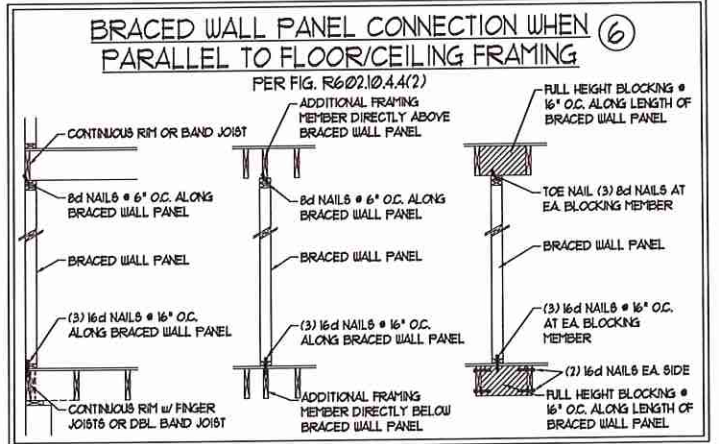 BRACED WALL PANEL CONNECTION WHEN
PARALLEL TO FLOOR/CEILING FRAMING
6
PER FIG. R602.10.4.4(2)
CONTINUOUS RIM OR BAND JOIST
8d NAILS @ 6" O.C. ALONG
BRACED WALL PANEL
BRACED WALL PANEL
(3) 16d NAILS @ 16" O.C.
ALONG BRACED WALL PANEL
CONTINUOUS RIM W/ FINGER
JOISTS OR DBL. BAND JOIST
ADDITIONAL FRAMING
MEMBER DIRECTLY ABOVE
BRACED WALL PANEL
8d NAILS @ 6" O.C. ALONG
BRACED WALL PANEL
BRACED WALL PANEL
(3) 16d NAILS @ 16" O.C.
ALONG BRACED WALL PANEL
ADDITIONAL FRAMING
MEMBER DIRECTLY BELOW
BRACED WALL PANEL
FULL HEIGHT BLOCKING @
16" O.C. ALONG LENGTH OF
BRACED WALL PANEL
TOE NAIL (3) 8d NAILS AT
EA. BLOCKING MEMBER
BRACED WALL PANEL
(3) 16d NAILS @ 16" O.C.
AT EA. BLOCKING
MEMBER
(2) 16d NAILS EA. SIDE
FULL HEIGHT BLOCKING @
16" O.C. ALONG LENGTH OF
BRACED WALL PANEL